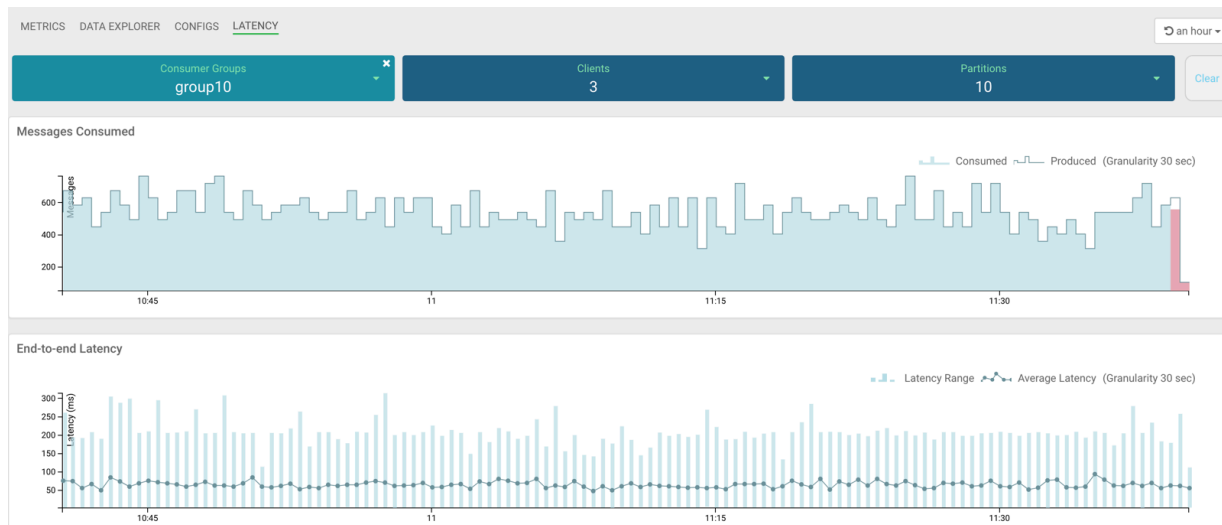 METRICS DATA EXPLORER CONFIGS LATENCY
an hour
Consumer Groups
group10
Clients
3
Partitions
10
Clear
Messages Consumed
Consumed Produced (Granularity 30 sec)
Messages
600
400
200
10:45 11 11:15 11:30
End-to-end Latency
Latency Range Average Latency (Granularity 30 sec)
Latency (ms)
300
250
200
150
100
50
10:45 11 11:15 11:30